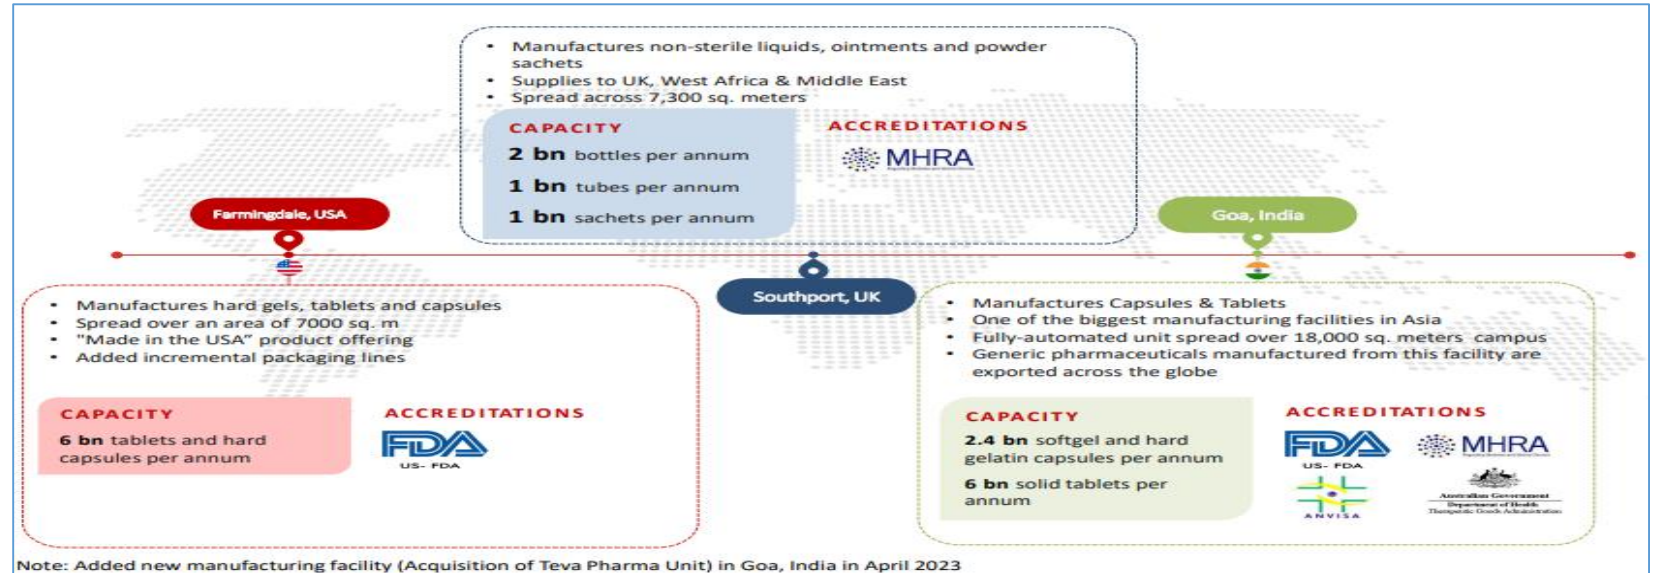 • Manufactures non-sterile liquids, ointments and powder
sachets
• Supplies to UK, West Africa & Middle East
• Spread across 7,300 sq. meters
CAPACITY
2 bn bottles per annum
1 bn tubes per annum
1 bn sachets per annum
ACCREDITATIONS
MHRA
Farmingdale, USA
Goa, India
Southport, UK
• Manufactures hard gels, tablets and capsules
• Spread over an area of 7000 sq. m
• "Made in the USA” product offering
• Added incremental packaging lines
CAPACITY
6 bn tablets and hard
capsules per annum
ACCREDITATIONS
FDA
US- FDA
• Manufactures Capsules & Tablets
• One of the biggest manufacturing facilities in Asia
• Fully-automated unit spread over 18,000 sq. meters campus
• Generic pharmaceuticals manufactured from this facility are
exported across the globe
CAPACITY
2.4 bn softgel and hard
gelatin capsules per annum
6 bn solid tablets per
annum
ACCREDITATIONS
FDA
US- FDA
MHRA
ANVISA
Australian Government
Department of Health
Therapeutic Goods Administration
Note: Added new manufacturing facility (Acquisition of Teva Pharma Unit) in Goa, India in April 2023